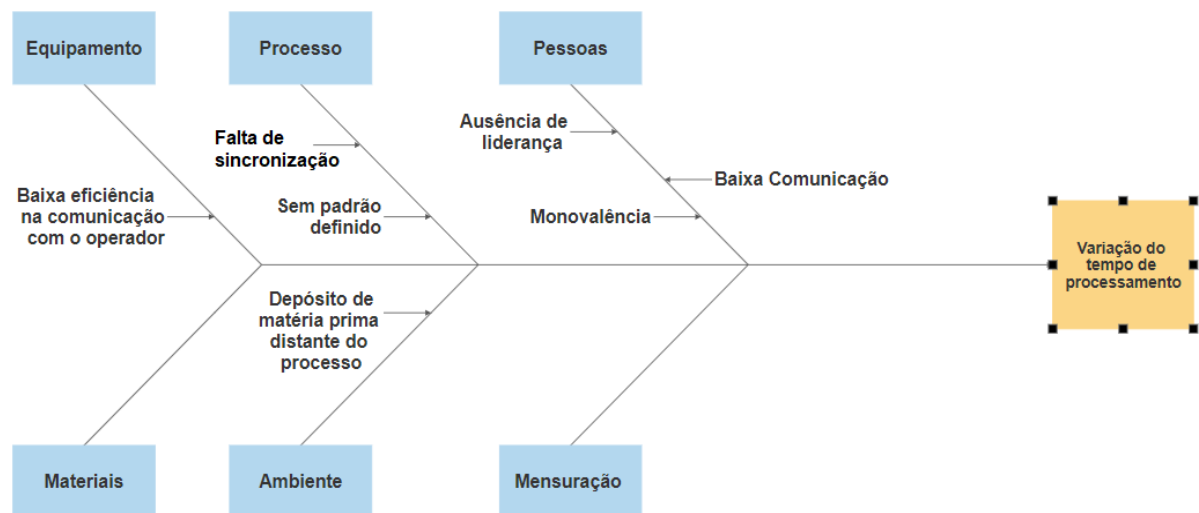 Equipamento
Processo
Pessoas
Ausência de
liderança
Falta de
sincronização
Baixa Comunicação
Baixa eficiência
na comunicação
com o operador
Sem padrão
definido
Monovalência
Variação do
tempo de
processamento
Depósito de
matéria prima
distante do
processo
Materiais
Ambiente
Mensuração